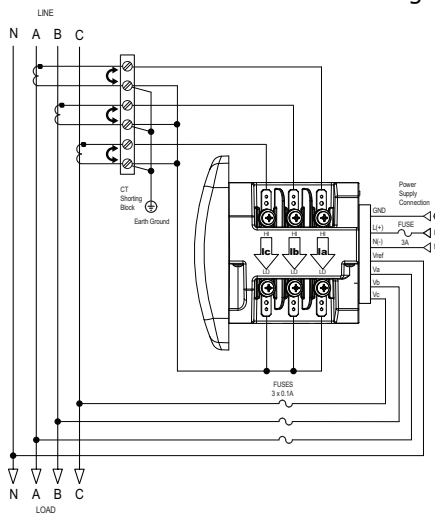 LINE
N A B C
CT
Shorting
Block
Earth Ground
Power
Supply
Connection
GND
L(+)
FUSE
N(-)
3A
Vref
Va
Vb
Vc
HI HI HI
Ic Ib Ia
LO LO LO
FUSES
3 x 0.1A
N A B C
LOAD